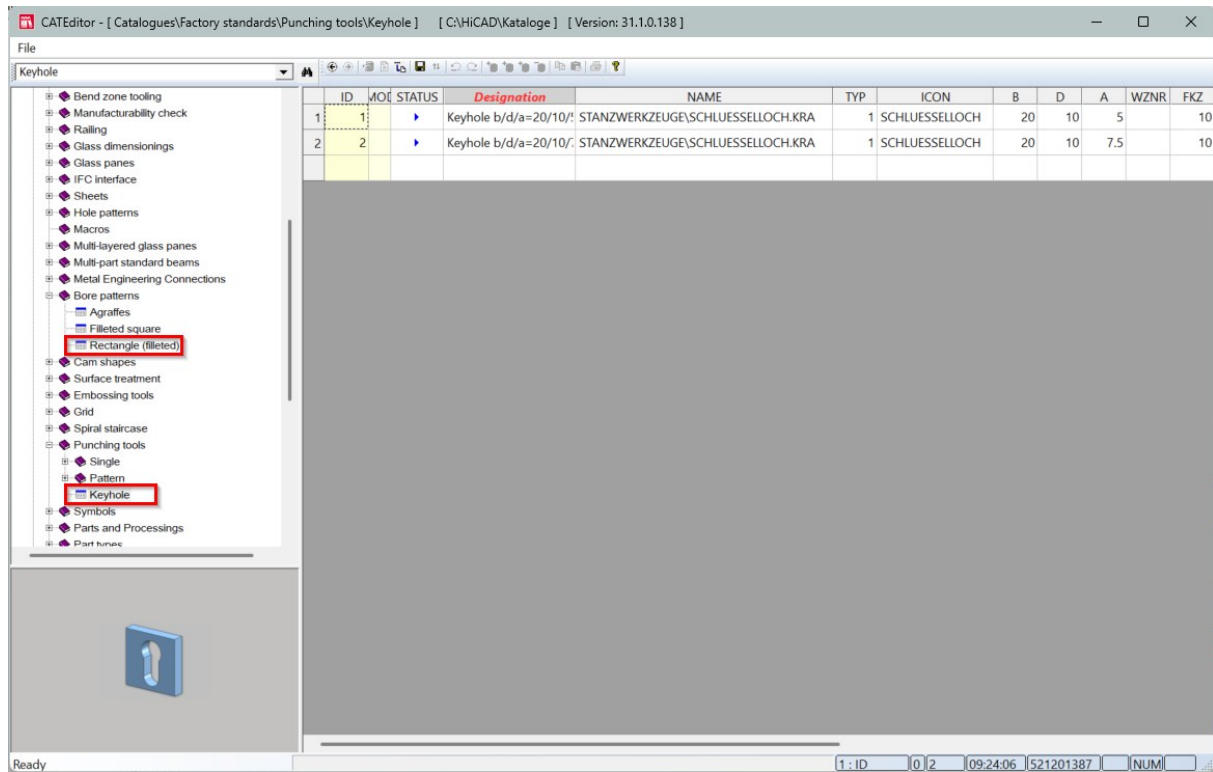 CATEditor - [ Catalogues\Factory standards\Punching tools\Keyhole ] [ C:\HiCAD\Kataloge ] [ Version: 31.1.0.138 ]
File
Keyhole
Bend zone tooling
Manufacturability check
Railing
Glass dimensionings
Glass panes
IFC interface
Sheets
Hole patterns
Macros
Multi-layered glass panes
Multi-part standard beams
Metal Engineering Connections
Bore patterns
Agraffes
Filleted square
Rectangle (filleted)
Cam shapes
Surface treatment
Embossing tools
Grid
Spiral staircase
Punching tools
Single
Pattern
Keyhole
Symbols
Parts and Processings
Part types
ID MOD STATUS Designation NAME TYP ICON B D A WZNR FKZ
1 1 Keyhole b/d/a=20/10/ STANZWERKZEUGE\SCHLUESSELLOCH.KRA 1 SCHLUESSELLOCH 20 10 5 10
2 2 Keyhole b/d/a=20/10/ STANZWERKZEUGE\SCHLUESSELLOCH.KRA 1 SCHLUESSELLOCH 20 10 7.5 10
Ready 1 : ID 0 2 09:24:06 521201387 NUM